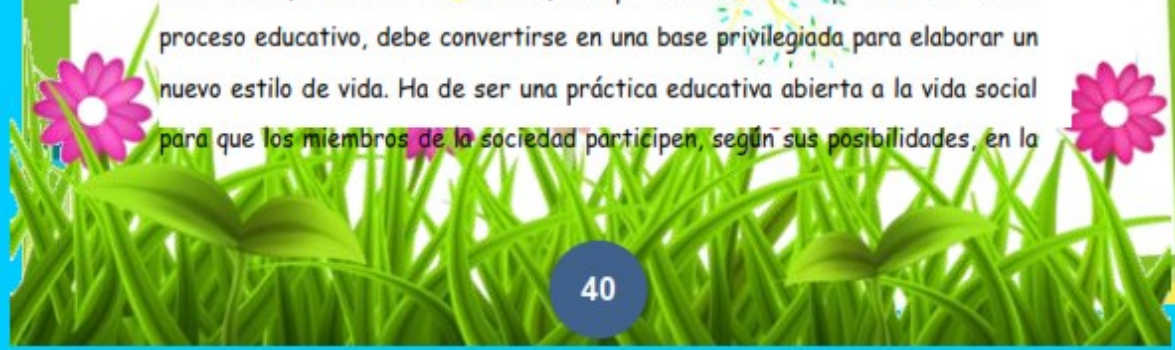 proceso educativo, debe convertirse en una base privilegiada para elaborar un
nuevo estilo de vida. Ha de ser una práctica educativa abierta a la vida social
para que los miembros de la sociedad participen, según sus posibilidades, en la
40